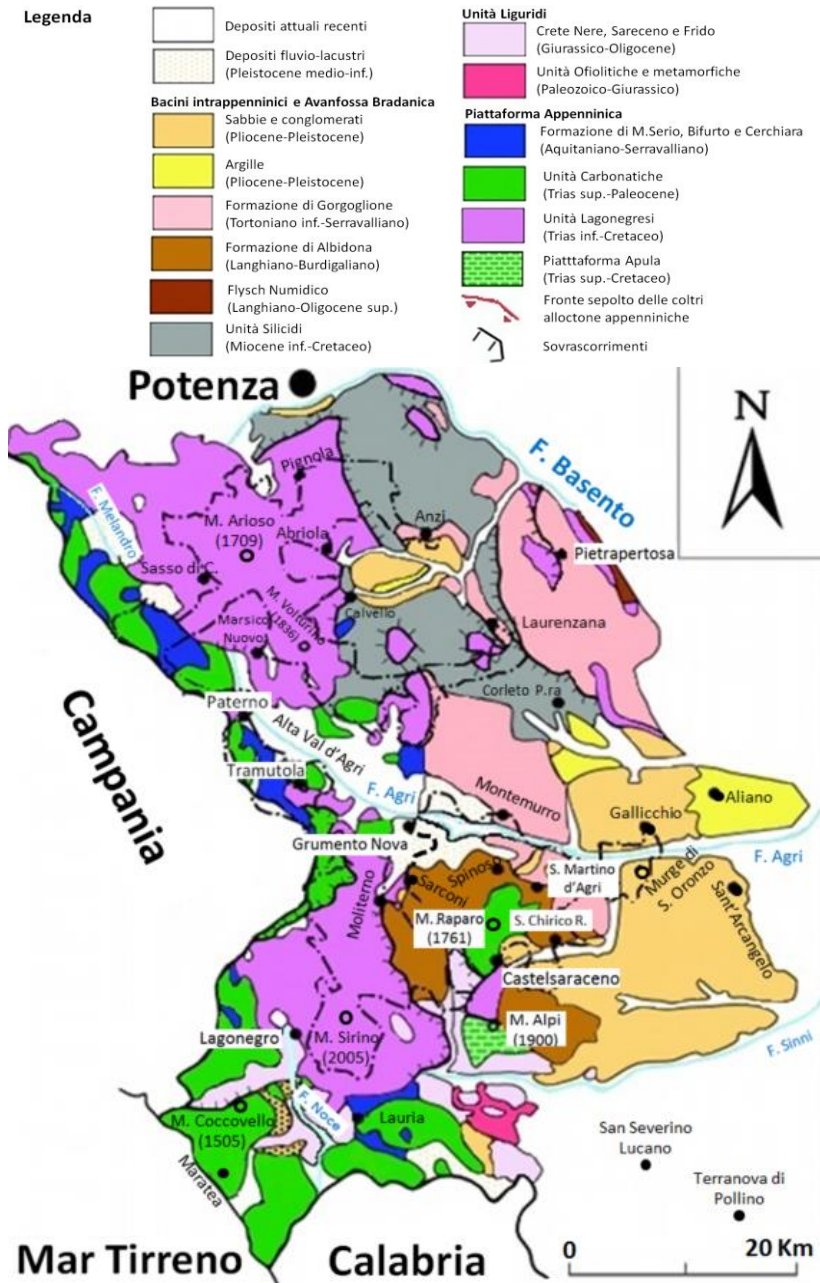 Legenda
Depositi attuali recenti
Depositi fluvio-lacustri
(Pleistocene medio-inf.)
Bacini intrappenninici e Avanfossa Bradanica
Sabbie e conglomerati
(Pliocene-Pleistocene)
Argille
(Pliocene-Pleistocene)
Formazione di Gorgoglione
(Tortoniano inf.-Serravalliano)
Formazione di Albidona
(Langhiano-Burdigaliano)
Flysch Numidico
(Langhiano-Oligocene sup.)
Unità Silicidi
(Miocene inf.-Cretaceo)
Unità Liguridi
Crete Nere, Sareceno e Frido
(Giurassico-Oligocene)
Unità Ofiolitiche e metamorfiche
(Paleozoico-Giurassico)
Piattaforma Appenninica
Formazione di M.Serio, Bifurto e Cerchiara
(Aquitaniano-Serravalliano)
Unità Carbonatiche
(Trias sup.-Paleocene)
Unità Lagonegresi
(Trias inf.-Cretaceo)
Piatttaforma Apula
(Trias sup.-Cretaceo)
Fronte sepolto delle coltri
alloctone appenniniche
Sovrascorrimenti
Potenza
N
F. Basento
Pignola
F. Melandro
M. Arioso
(1709)
Abriola
Anzi
Pietrapertosa
Sasso di C.
M. Volturino
(1836)
Calvello
Marsico
Nuovo
Laurenzana
Corleto P.ra
Paterno
Campania
Alta Val d'Agri
Tramutola
F. Agri
Montemurro
Gallicchio
Aliano
Grumento Nova
F. Agri
Spinoso
S. Martino
d'Agri
Murge di
S. Oronzo
Sarconi
Moliterno
M. Raparo
(1761)
S. Chirico R.
Sant'Arcangelo
Castelsaraceno
Lagonegro
M. Sirino
(2005)
M. Alpi
(1900)
F. Sinni
F. Noce
M. Coccovello
(1505)
Lauria
Maratea
San Severino
Lucano
Terranova di
Pollino
Mar Tirreno
Calabria
0
20 Km